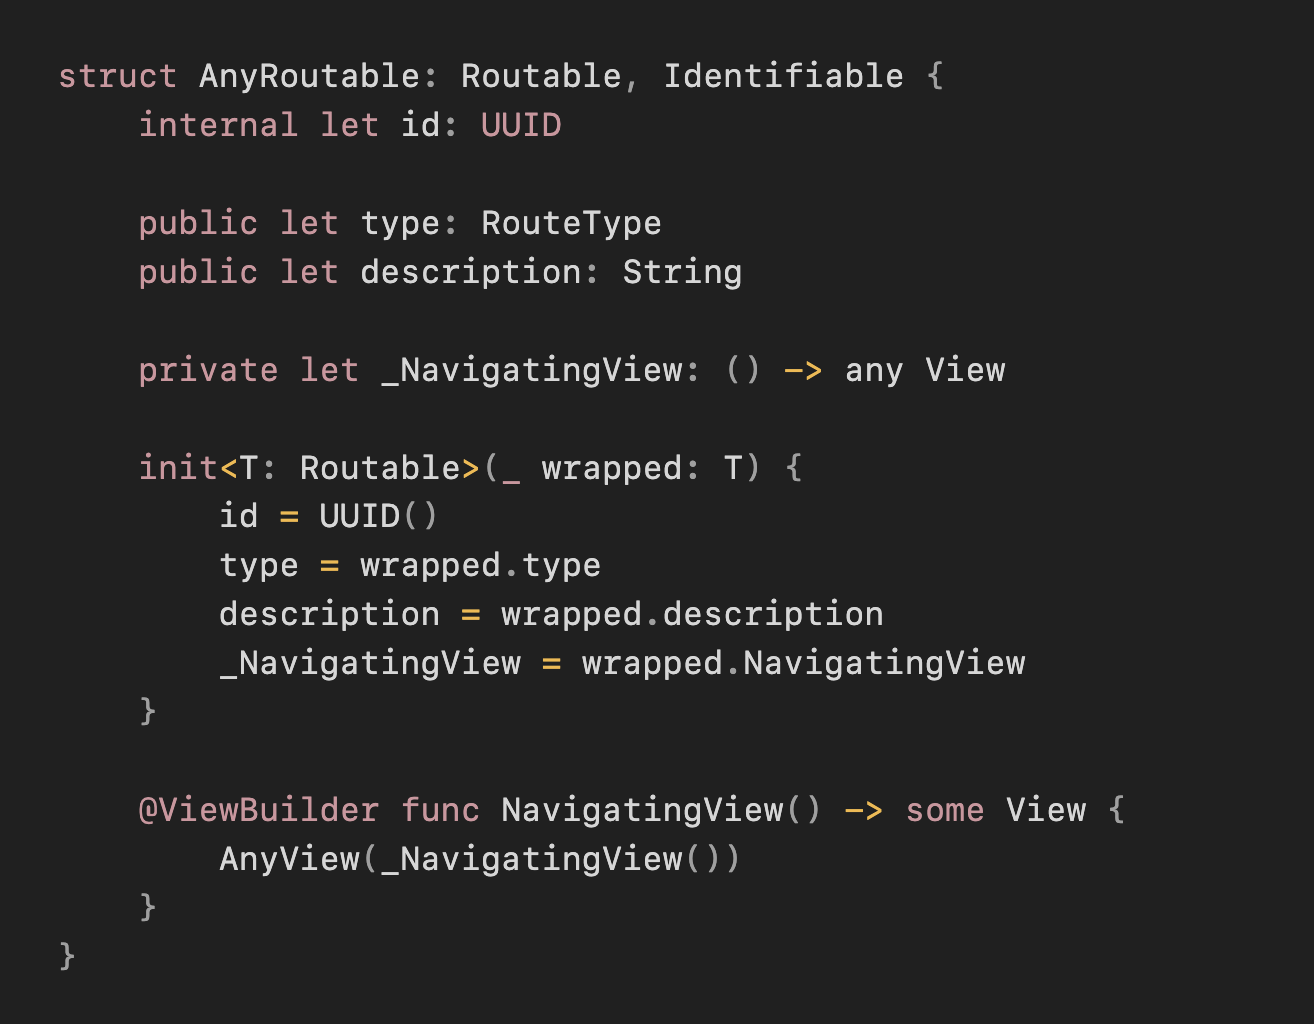 struct AnyRoutable: Routable, Identifiable {
    internal let id: UUID

    public let type: RouteType
    public let description: String

    private let _NavigatingView: () -> any View

    init<T: Routable>(_ wrapped: T) {
        id = UUID()
        type = wrapped.type
        description = wrapped.description
        _NavigatingView = wrapped.NavigatingView
    }

    @ViewBuilder func NavigatingView() -> some View {
        AnyView(_NavigatingView())
    }
}